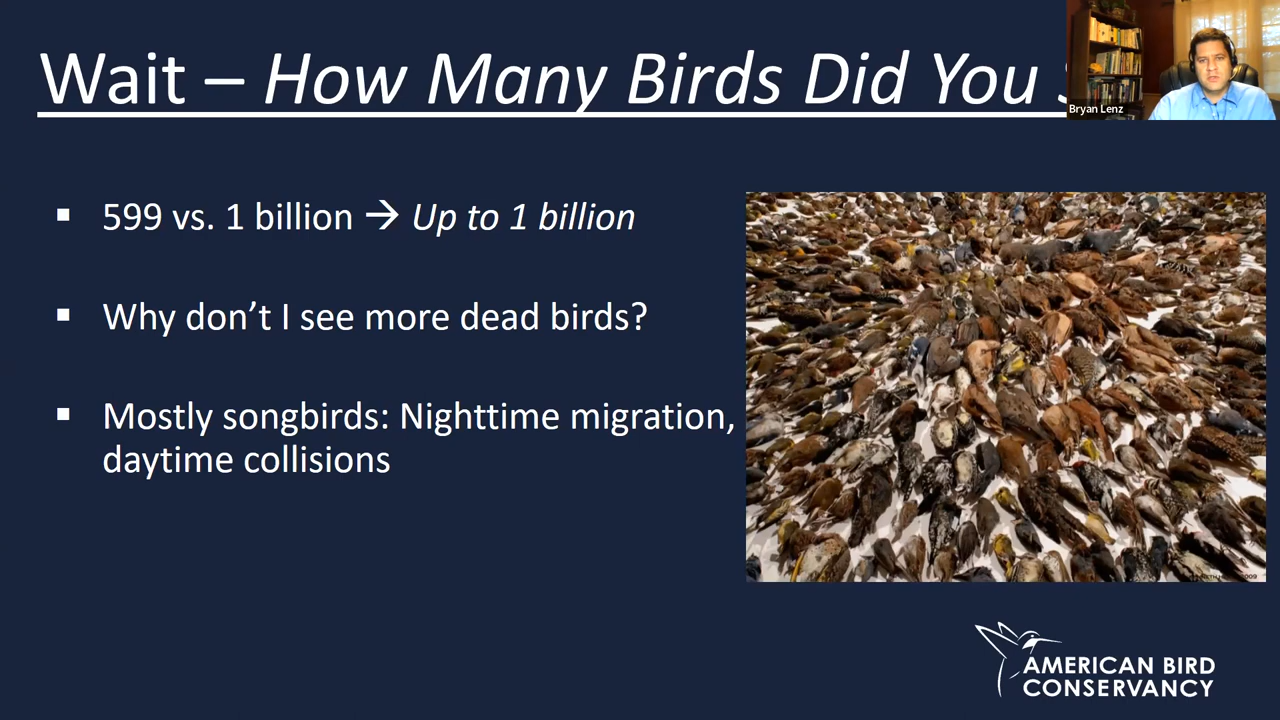 Wait – How Many Birds Did You
Bryan Lenz
▪ 599 vs. 1 billion → Up to 1 billion
▪ Why don’t I see more dead birds?
▪ Mostly songbirds: Nighttime migration,
daytime collisions
AMERICAN BIRD
CONSERVANCY